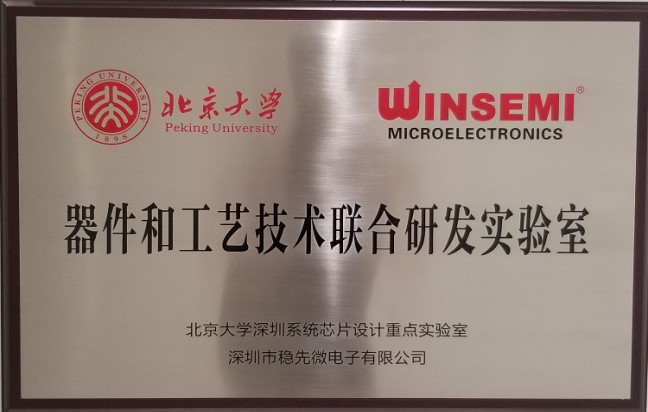 PEKING UNIVERSITY
1898
北京大学
Peking University
WINSEMI®
MICROELECTRONICS
器件和工艺技术联合研发实验室
北京大学深圳系统芯片设计重点实验室
深圳市稳先微电子有限公司